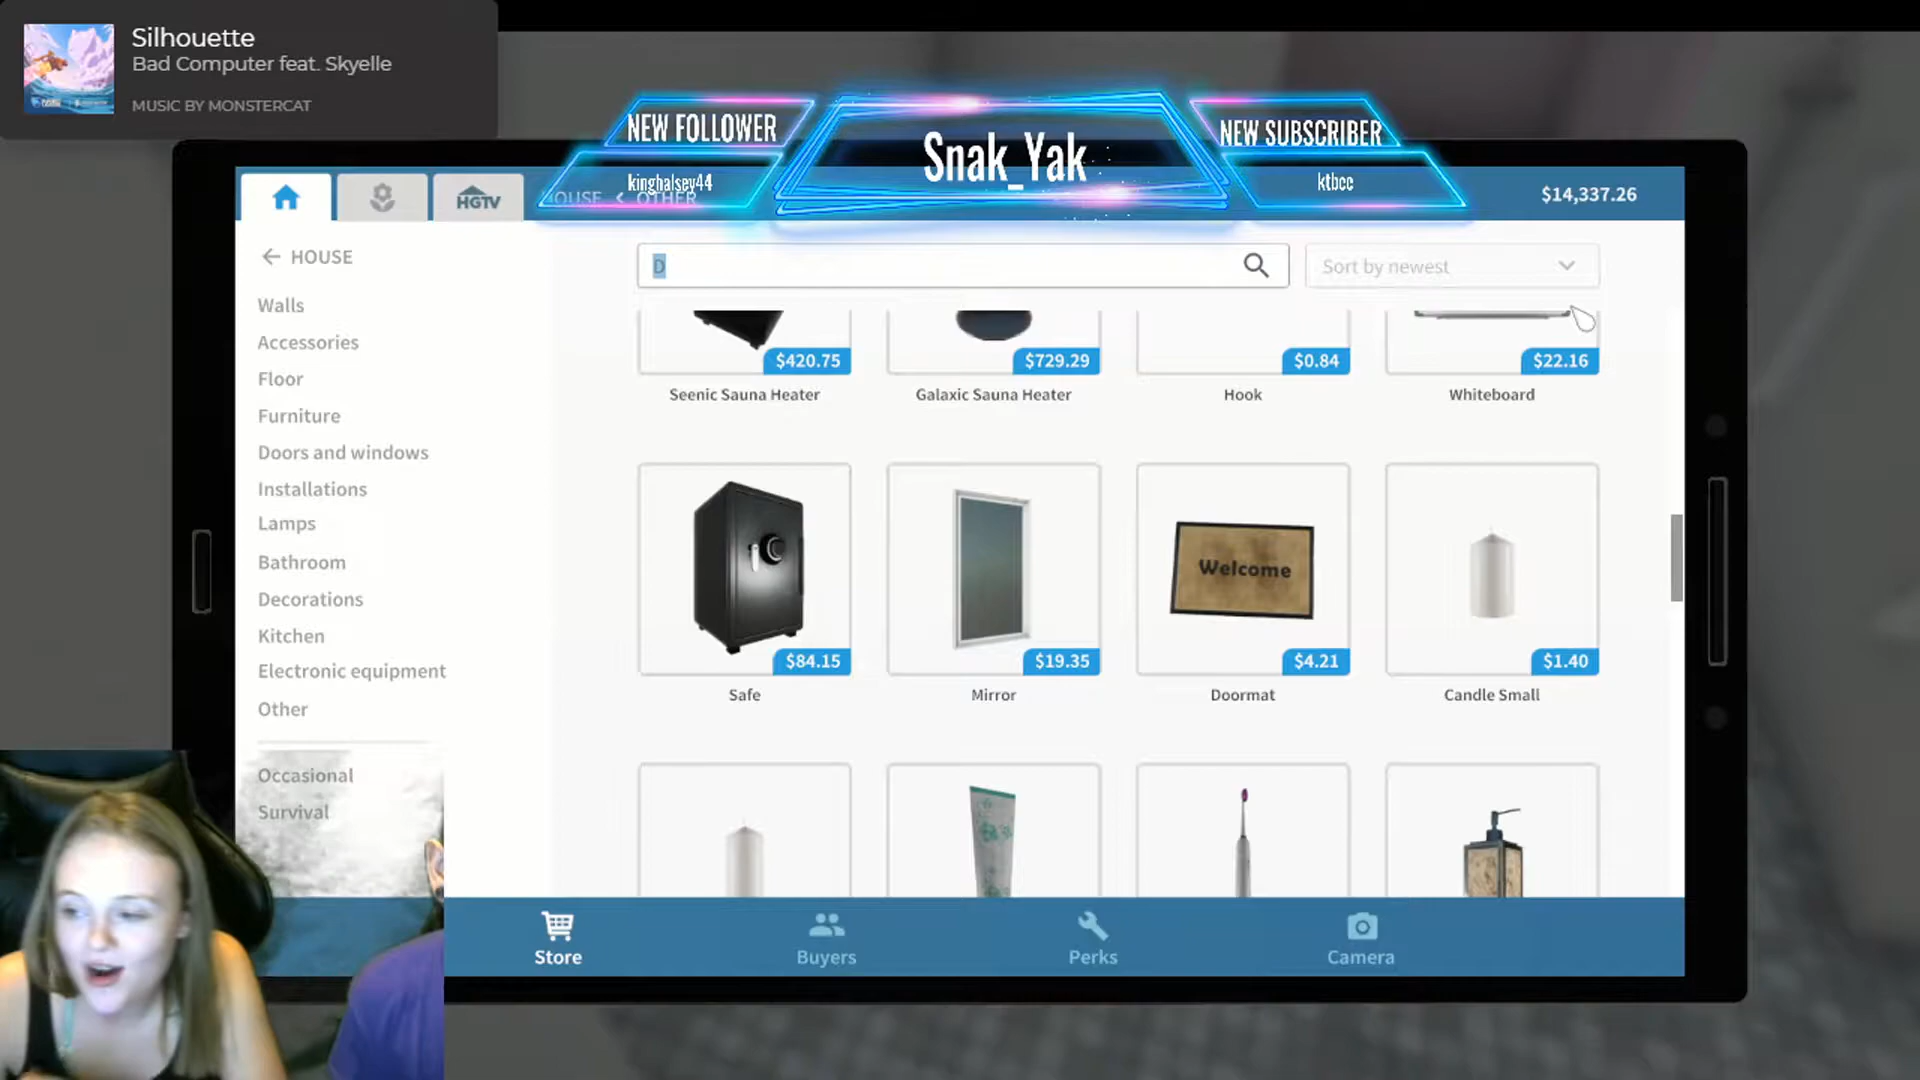 Silhouette
Bad Computer feat. Skyelle
MUSIC BY MONSTERCAT
NEW FOLLOWER
kinghalsey44
Snak_Yak
NEW SUBSCRIBER
ktbcc
HGTV
HOUSE < OTHER
$14,337.26
← HOUSE
D
Sort by newest
Walls
Accessories
Floor
Furniture
Doors and windows
Installations
Lamps
Bathroom
Decorations
Kitchen
Electronic equipment
Other
Occasional
Survival
$420.75
$729.29
$0.84
$22.16
Seenic Sauna Heater
Galaxic Sauna Heater
Hook
Whiteboard
Welcome
$84.15
$19.35
$4.21
$1.40
Safe
Mirror
Doormat
Candle Small
Store
Buyers
Perks
Camera